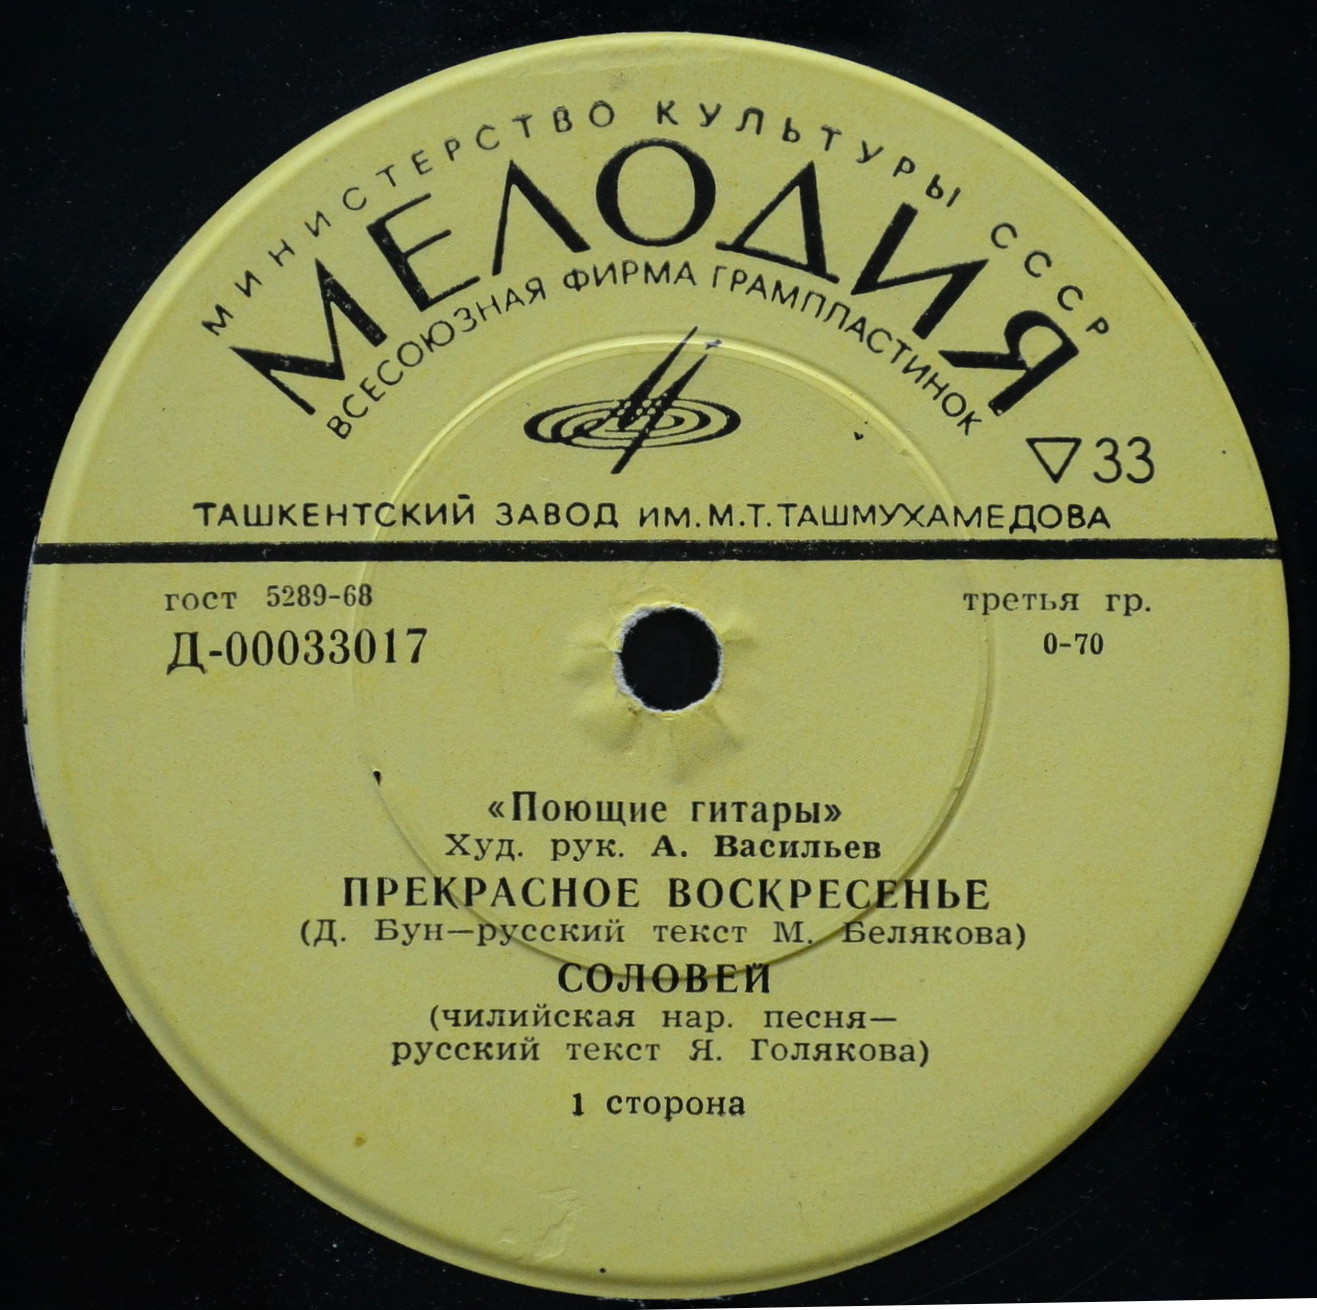 МИНИСТЕРСТВО КУЛЬТУРЫ СССР
МЕЛОДИЯ
ВСЕСОЮЗНАЯ ФИРМА ГРАМПЛАСТИНОК
33
ТАШКЕНТСКИЙ ЗАВОД ИМ. М. Т. ТАШМУХАМЕДОВА
гост 5289-68
третья гр.
Д-00033017
0-70
«Поющие гитары»
Худ. рук. А. Васильев
ПРЕКРАСНОЕ ВОСКРЕСЕНЬЕ
(Д. Бун—русский текст М. Белякова)
СОЛОВЕЙ
(чилийская нар. песня—
русский текст Я. Голякова)
1 сторона